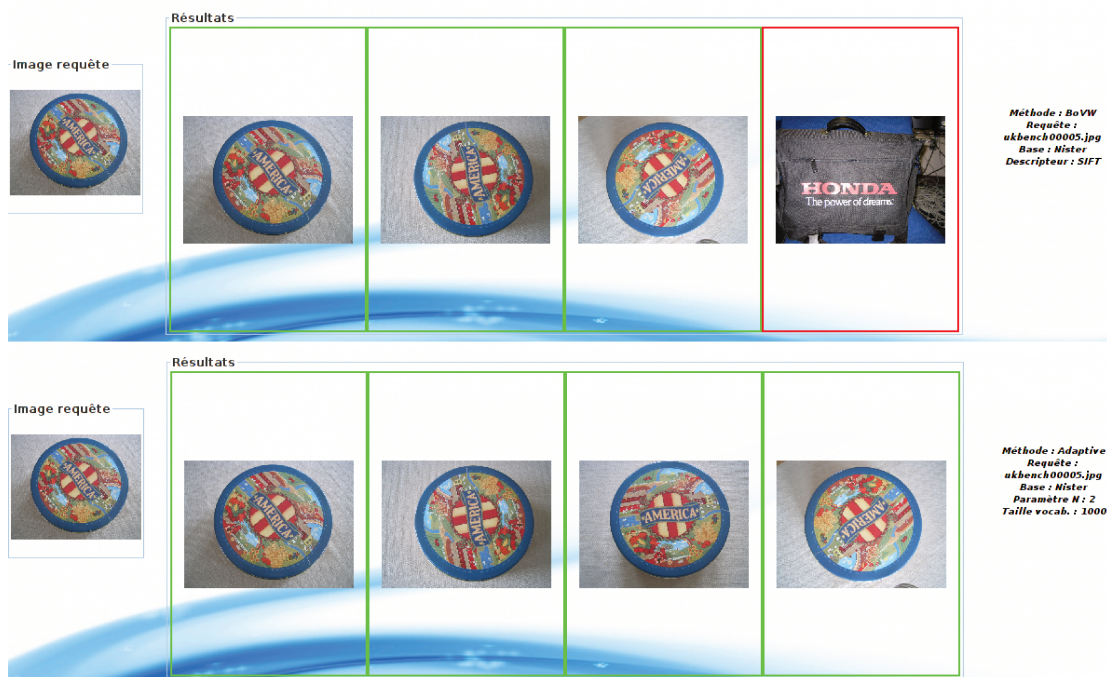 Résultats
Image requête
AMERICA
AMERICA
AMERICA
AMERICA
HONDA
The power of dreams.
Méthode : BoVW
Requête :
ukbench00005.jpg
Base : Nister
Descripteur : SIFT
Résultats
Image requête
AMERICA
AMERICA
AMERICA
AMERICA
AMERICA
Méthode : Adaptive
Requête :
ukbench00005.jpg
Base : Nister
Paramètre N : 2
Taille vocab. : 1000